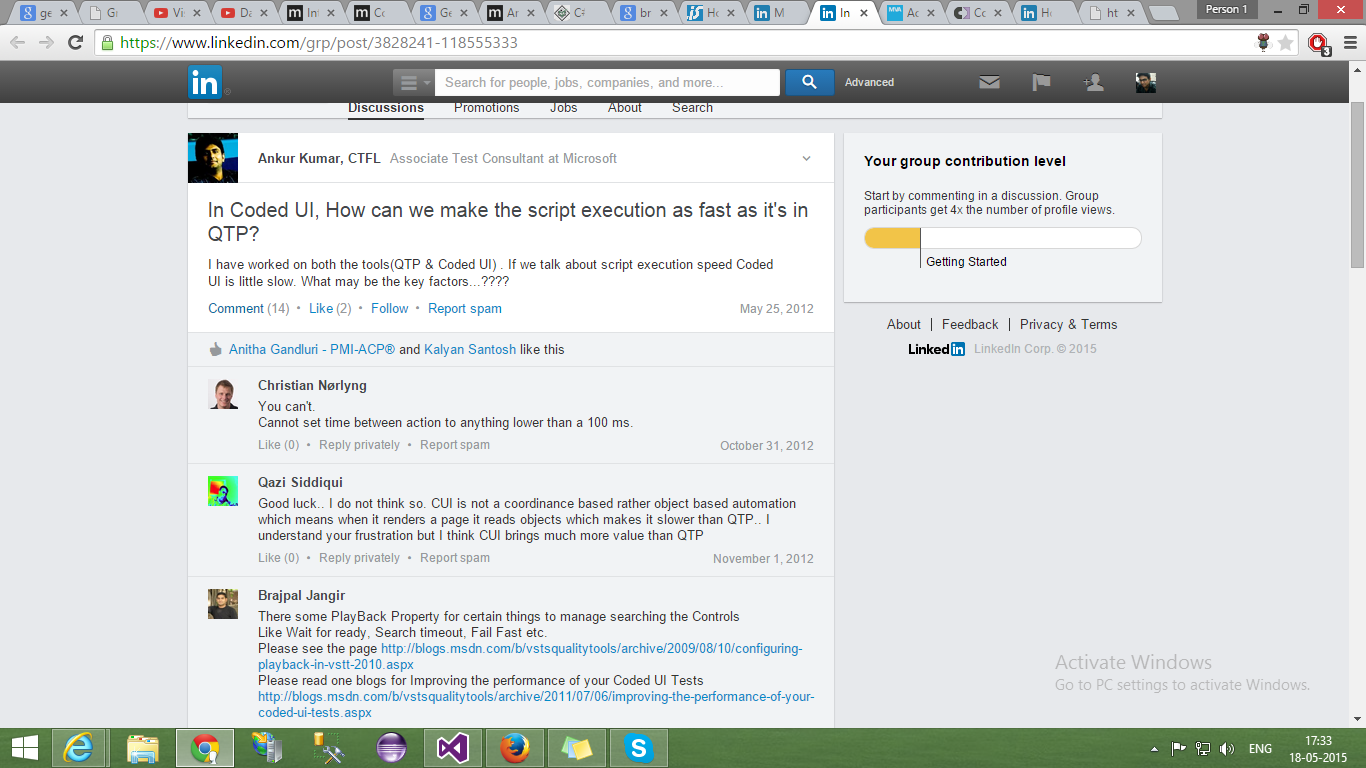 ge
Gr
Vis
Da
Int
Co
Ge
Ar
C#
br
Ho
M
In
Ac
Co
Ho
ht
Person 1
https://www.linkedin.com/grp/post/3828241-118555333
3
in
Search for people, jobs, companies, and more...
Advanced
Discussions Promotions Jobs About Search
Ankur Kumar, CTFL Associate Test Consultant at Microsoft
In Coded UI, How can we make the script execution as fast as it's in
QTP?
I have worked on both the tools(QTP & Coded UI) . If we talk about script execution speed Coded
UI is little slow. What may be the key factors...????
Comment (14) • Like (2) • Follow • Report spam May 25, 2012
Anitha Gandluri - PMI-ACP® and Kalyan Santosh like this
Christian Nørlyng
You can't.
Cannot set time between action to anything lower than a 100 ms.
Like (0) • Reply privately • Report spam October 31, 2012
Qazi Siddiqui
Good luck.. I do not think so. CUI is not a coordinance based rather object based automation
which means when it renders a page it reads objects which makes it slower than QTP.. I
understand your frustration but I think CUI brings much more value than QTP
Like (0) • Reply privately • Report spam November 1, 2012
Brajpal Jangir
There some PlayBack Property for certain things to manage searching the Controls
Like Wait for ready, Search timeout, Fail Fast etc.
Please see the page http://blogs.msdn.com/b/vstsqualitytools/archive/2009/08/10/configuring-
playback-in-vstt-2010.aspx
Please read one blogs for Improving the performance of your Coded UI Tests
http://blogs.msdn.com/b/vstsqualitytools/archive/2011/07/06/improving-the-performance-of-your-
coded-ui-tests.aspx
Your group contribution level
Start by commenting in a discussion. Group
participants get 4x the number of profile views.
Getting Started
About | Feedback | Privacy & Terms
Linked in LinkedIn Corp. © 2015
Activate Windows
Go to PC settings to activate Windows.
ENG
17:33
18-05-2015